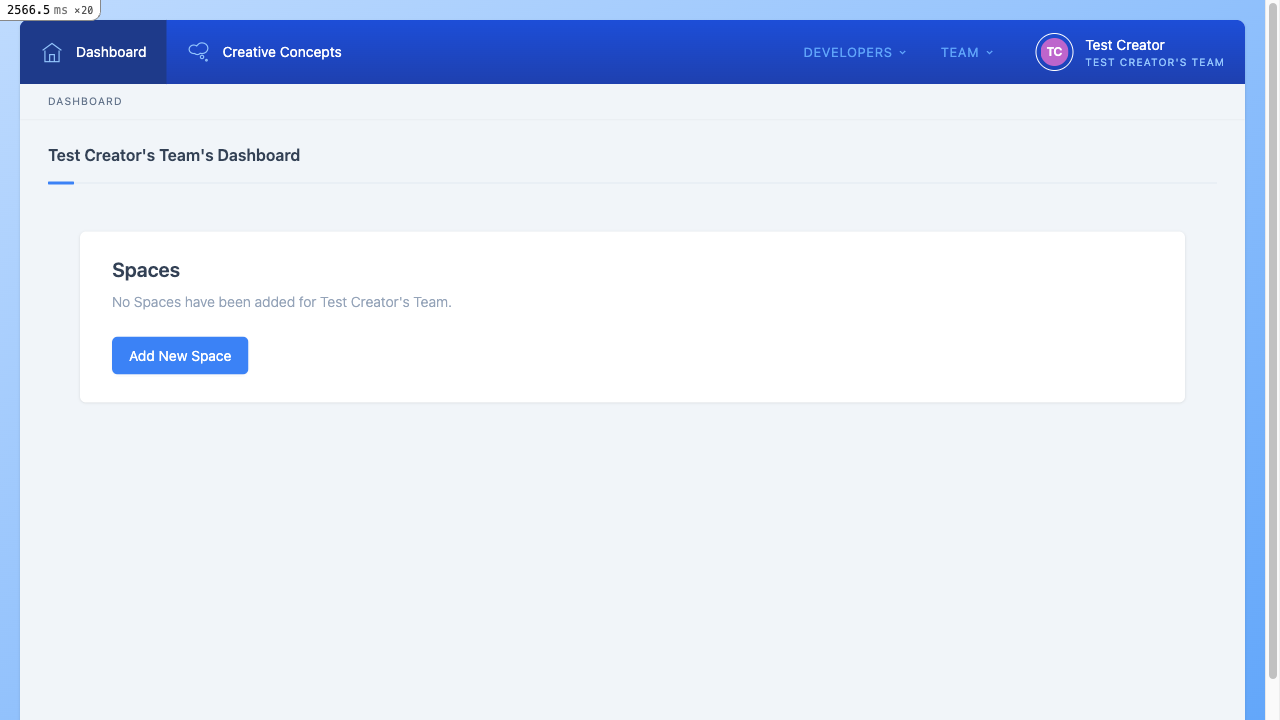 2566.5 ms ×20
Dashboard
Creative Concepts
DEVELOPERS
TEAM
TC
Test Creator
TEST CREATOR'S TEAM
DASHBOARD
Test Creator's Team's Dashboard
Spaces
No Spaces have been added for Test Creator's Team.
Add New Space